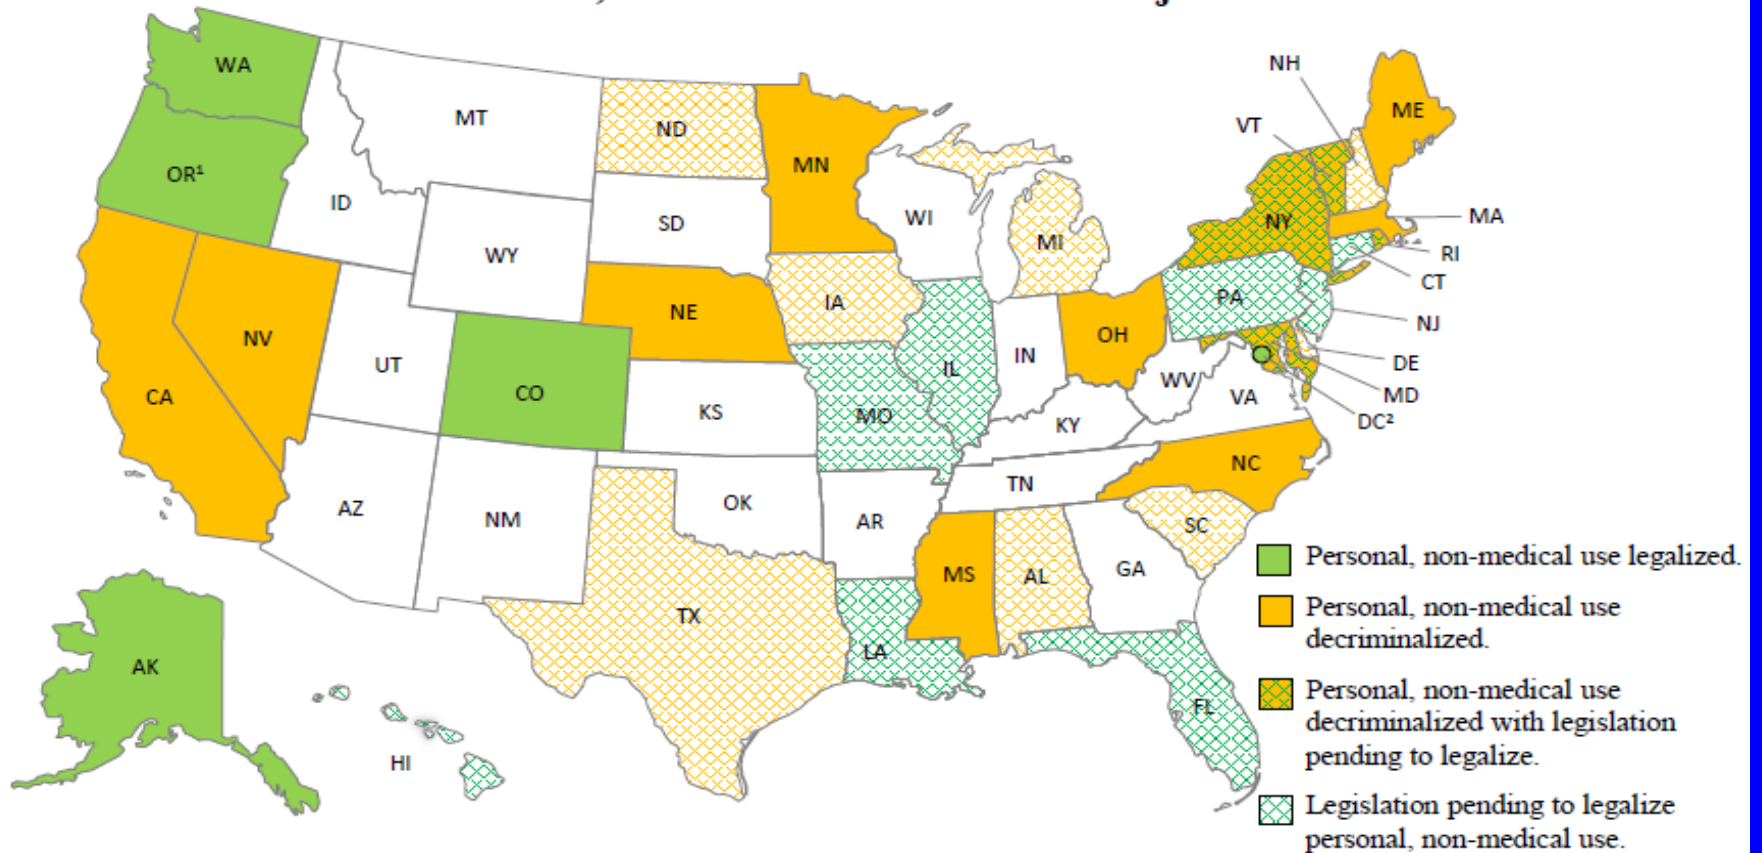 WA
MT
ND
MN
OR¹
ID
WY
SD
WI
MI
NH
VT
ME
NY
MA
RI
CT
NJ
PA
DE
MD
DC²
NV
CA
UT
CO
NE
IA
KS
MO
IL
IN
OH
WV
VA
KY
NC
TN
SC
AZ
NM
OK
AR
MS
AL
GA
TX
LA
FL
AK
HI
Personal, non-medical use legalized.
Personal, non-medical use
decriminalized.
Personal, non-medical use
decriminalized with legislation
pending to legalize.
Legislation pending to legalize
personal, non-medical use.